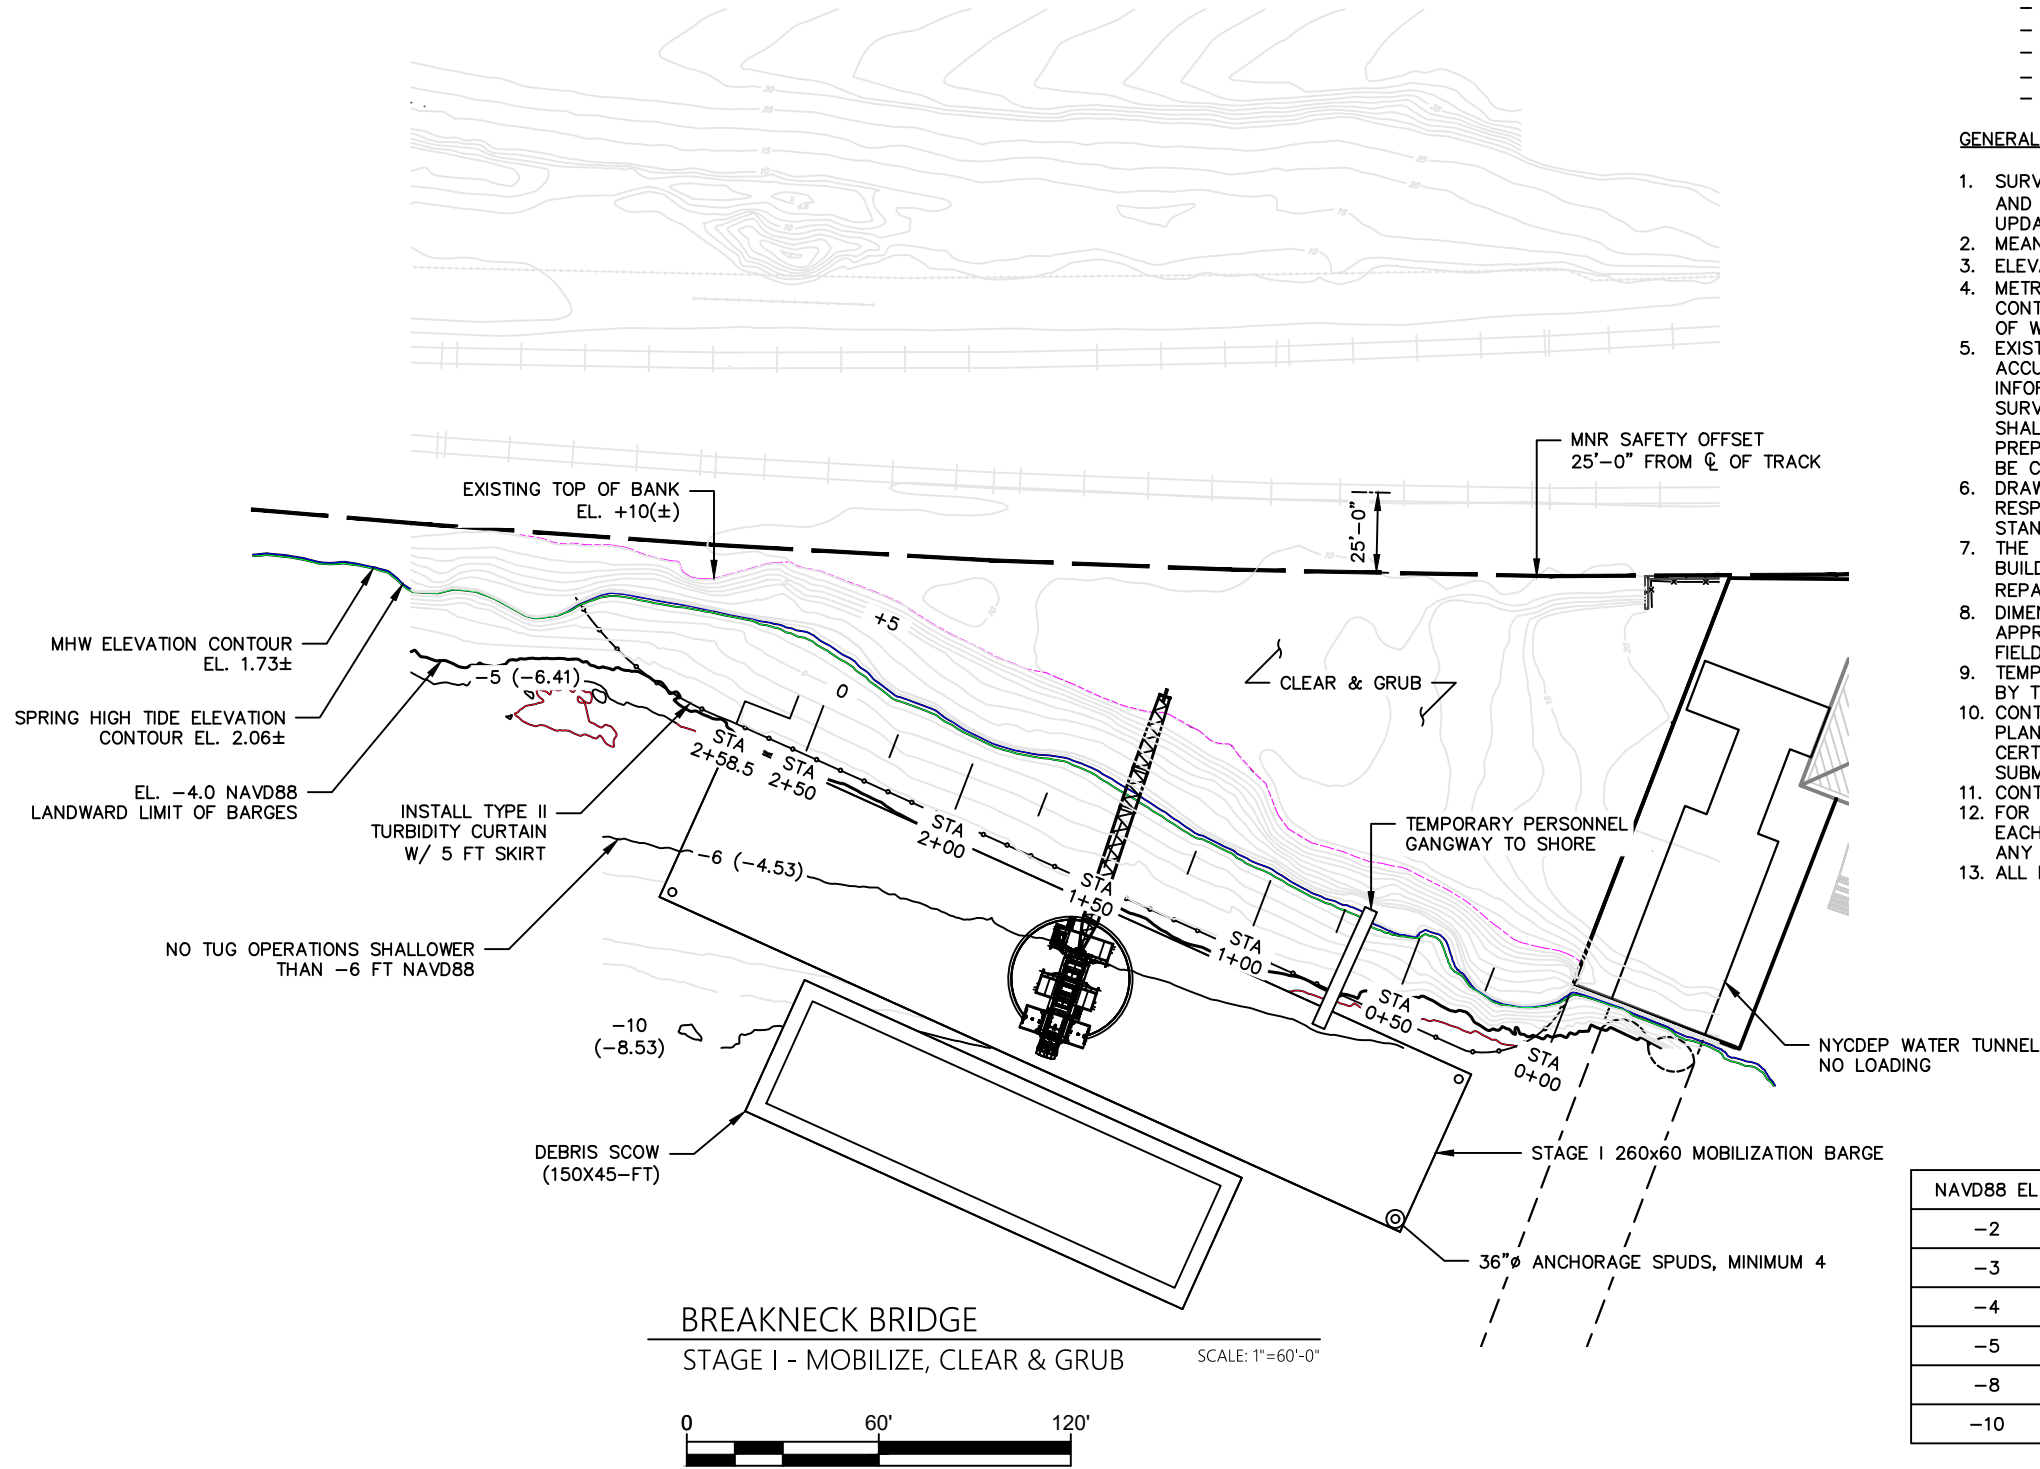 EXISTING TOP OF BANK
EL. +10(±)
MNR SAFETY OFFSET
25'-0" FROM ℄ OF TRACK
25'-0"
MHW ELEVATION CONTOUR
EL. 1.73±
SPRING HIGH TIDE ELEVATION
CONTOUR EL. 2.06±
EL. -4.0 NAVD88
LANDWARD LIMIT OF BARGES
-5 (-6.41)
+5
0
CLEAR & GRUB
INSTALL TYPE II
TURBIDITY CURTAIN
W/ 5 FT SKIRT
STA
2+58.5
STA
2+50
STA
2+00
STA
1+50
STA
1+00
STA
0+50
STA
0+00
TEMPORARY PERSONNEL
GANGWAY TO SHORE
-6 (-4.53)
NO TUG OPERATIONS SHALLOWER
THAN -6 FT NAVD88
-10
(-8.53)
DEBRIS SCOW
(150X45-FT)
NYCDEP WATER TUNNEL
NO LOADING
STAGE I 260x60 MOBILIZATION BARGE
36"ø ANCHORAGE SPUDS, MINIMUM 4
BREAKNECK BRIDGE
STAGE I - MOBILIZE, CLEAR & GRUB
SCALE: 1"=60'-0"
0 60' 120'
GENERAL
1. SURV
AND
UPDA
2. MEAN
3. ELEVA
4. METR
CONT
OF W
5. EXIST
ACCU
INFOR
SURV
SHAL
PREP
BE C
6. DRAW
RESP
STAN
7. THE
BUILD
REPA
8. DIMEN
APPR
FIELD
9. TEMP
BY T
10. CONT
PLAN
CERT
SUBM
11. CONT
12. FOR
EACH
ANY
13. ALL
NAVD88 EL
-2
-3
-4
-5
-8
-10